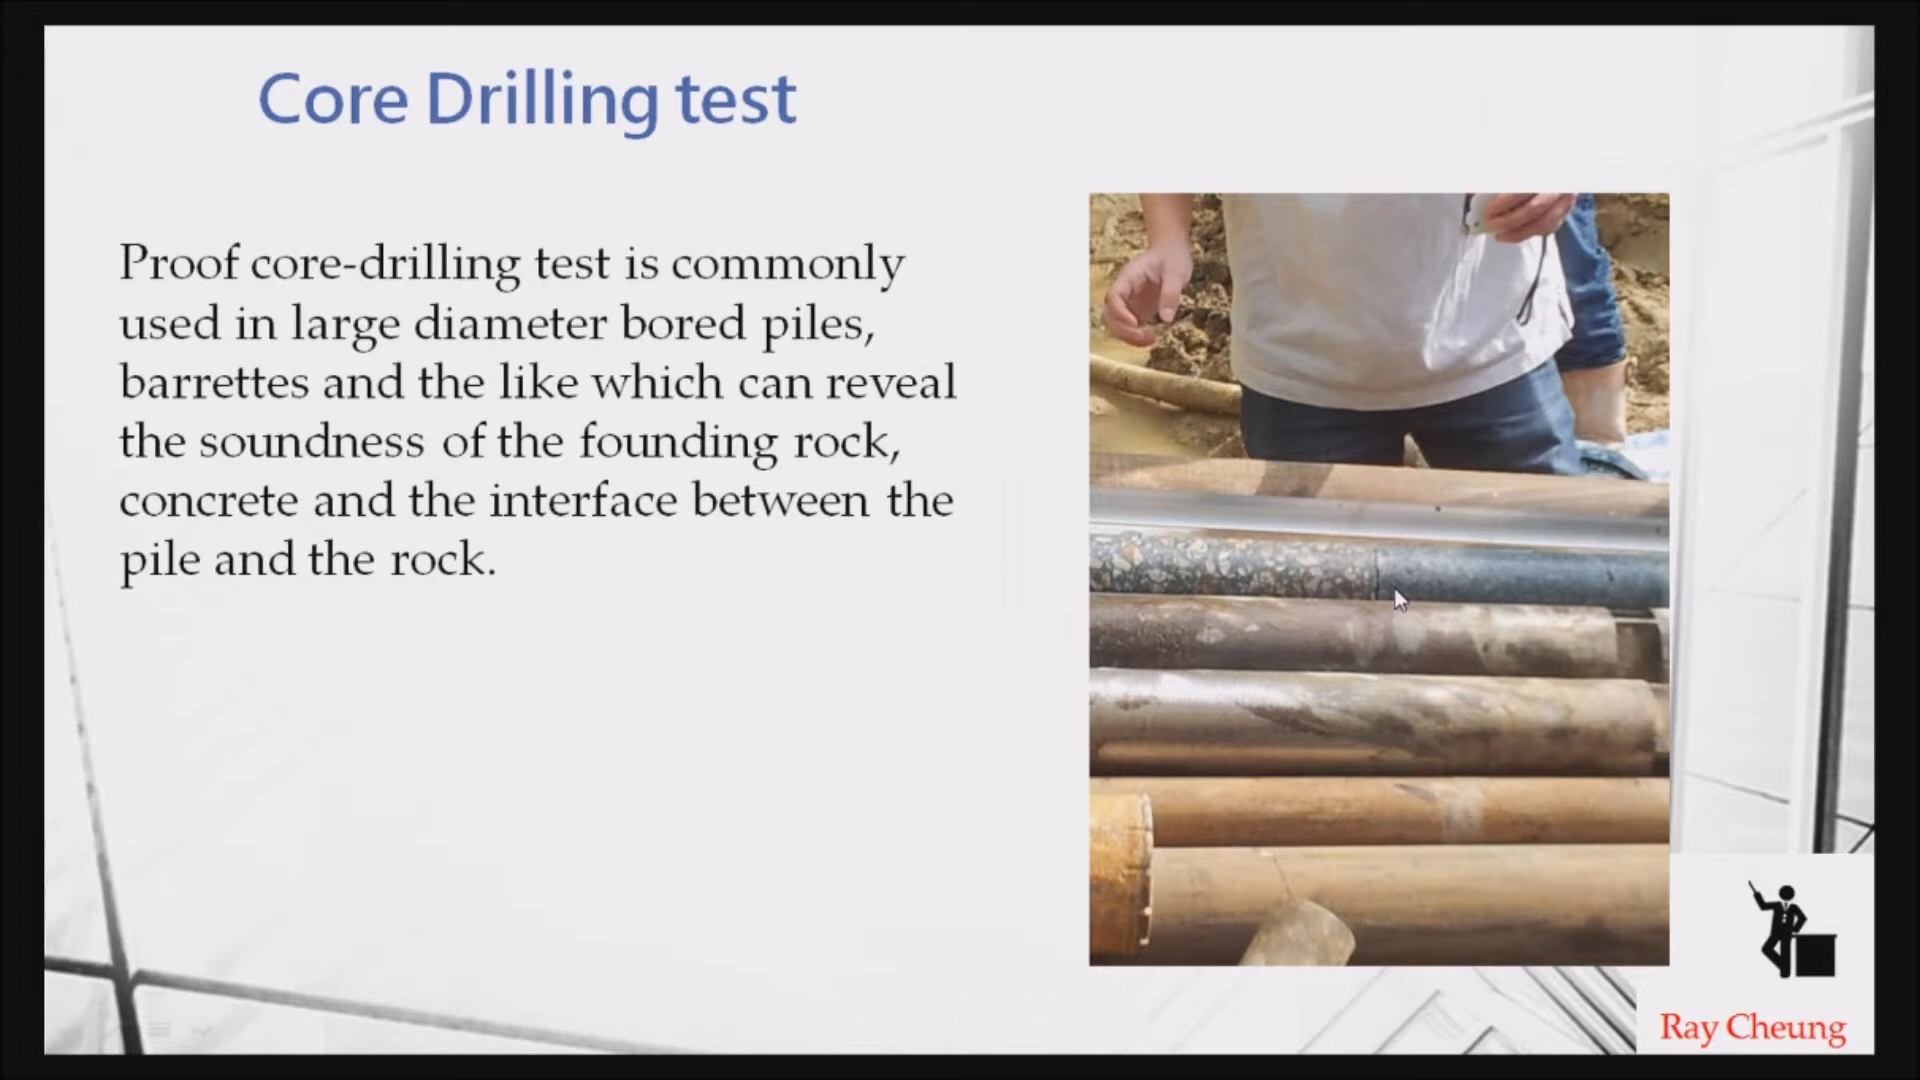 Core Drilling test
Proof core-drilling test is commonly
used in large diameter bored piles,
barrettes and the like which can reveal
the soundness of the founding rock,
concrete and the interface between the
pile and the rock.
Ray Cheung